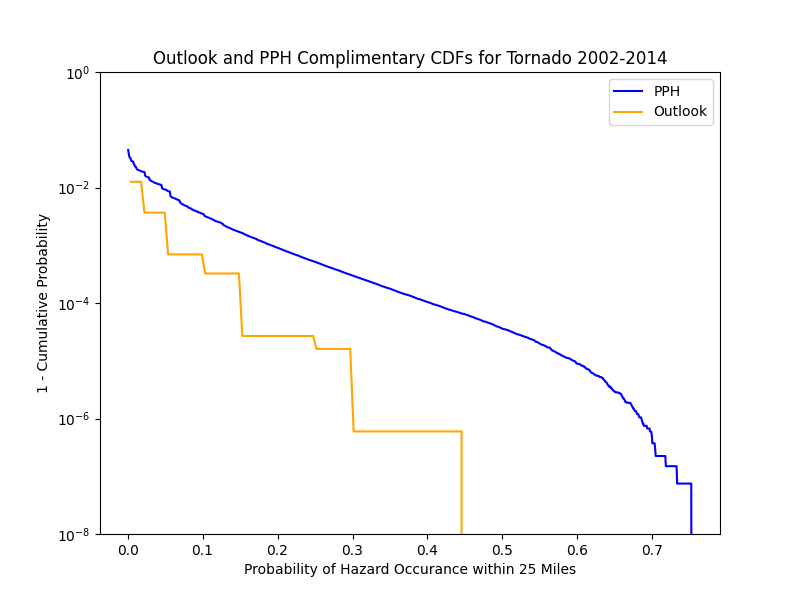 Outlook and PPH Complimentary CDFs for Tornado 2002-2014
PPH
Outlook
10⁰
10⁻²
10⁻⁴
10⁻⁶
10⁻⁸
1 - Cumulative Probability
0.0 0.1 0.2 0.3 0.4 0.5 0.6 0.7
Probability of Hazard Occurance within 25 Miles